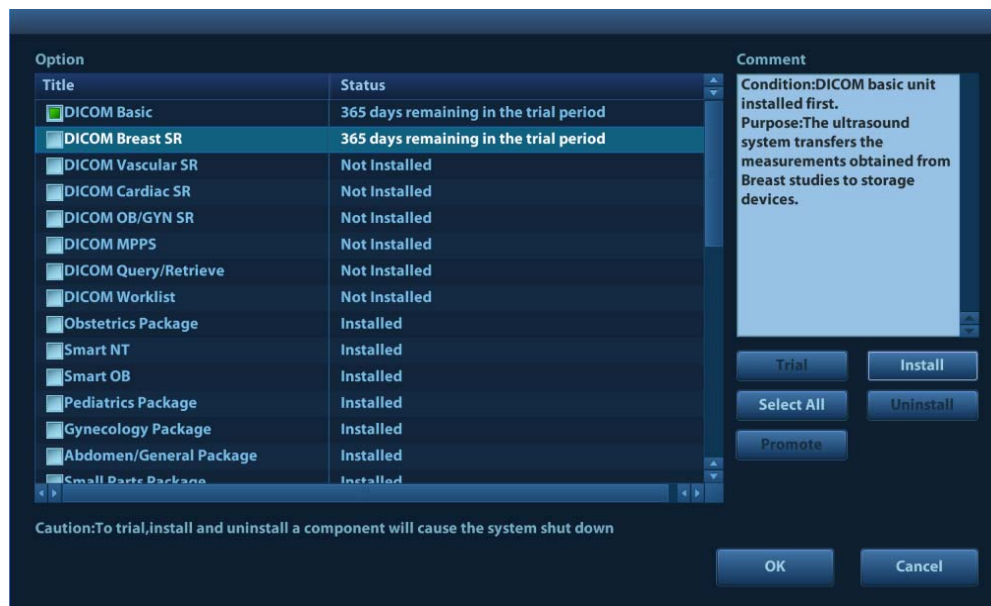 Option
Title Status
DICOM Basic 365 days remaining in the trial period
DICOM Breast SR 365 days remaining in the trial period
DICOM Vascular SR Not Installed
DICOM Cardiac SR Not Installed
DICOM OB/GYN SR Not Installed
DICOM MPPS Not Installed
DICOM Query/Retrieve Not Installed
DICOM Worklist Not Installed
Obstetrics Package Installed
Smart NT Installed
Smart OB Installed
Pediatrics Package Installed
Gynecology Package Installed
Abdomen/General Package Installed
Small Parts Package Installed
Comment
Condition:DICOM basic unit
installed first.
Purpose:The ultrasound
system transfers the
measurements obtained from
Breast studies to storage
devices.
Trial Install
Select All Uninstall
Promote
Caution:To trial,install and uninstall a component will cause the system shut down
OK Cancel